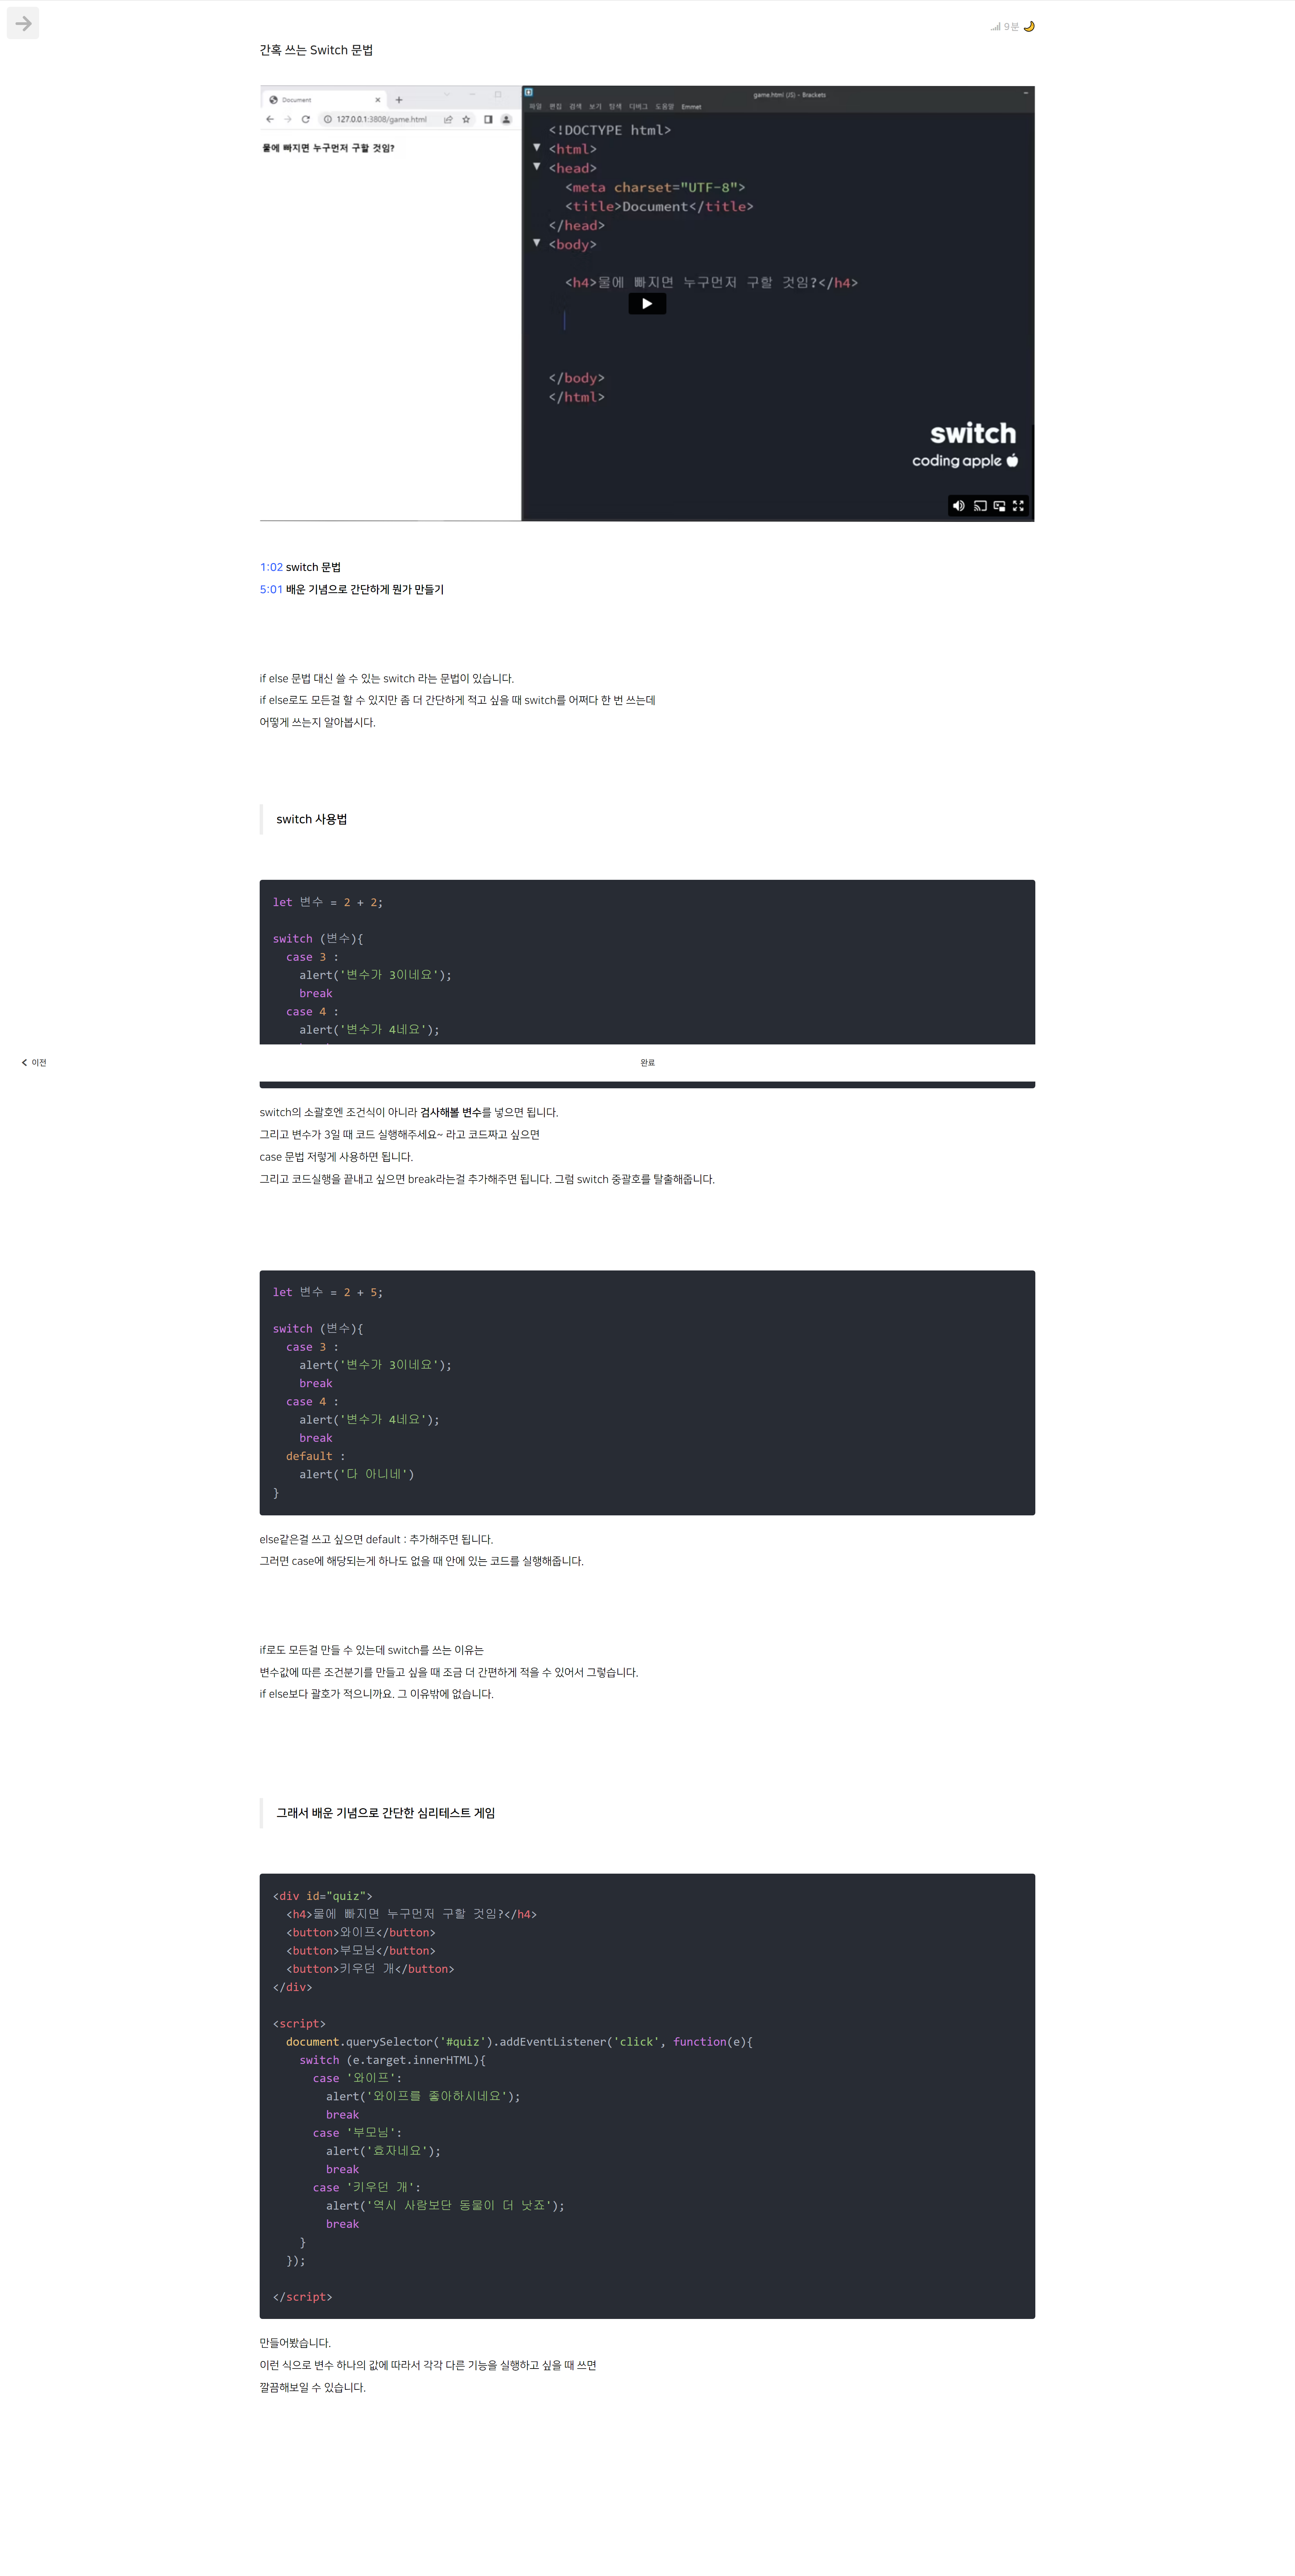 9분
간혹 쓰는 Switch 문법
Document
127.0.0.1:3808/game.html
물에 빠지면 누구먼저 구할 것임?
game.html (JS) - Brackets
파일 편집 검색 보기 탐색 디버그 도움말 Emmet
<!DOCTYPE html>
<html>
<head>
<meta charset="UTF-8">
<title>Document</title>
</head>
<body>
<h4>물에 빠지면 누구먼저 구할 것임?</h4>
</body>
</html>
switch
coding apple
1:02 switch 문법
5:01 배운 기념으로 간단하게 뭔가 만들기
if else 문법 대신 쓸 수 있는 switch 라는 문법이 있습니다.
if else로도 모든걸 할 수 있지만 좀 더 간단하게 적고 싶을 때 switch를 어쩌다 한 번 쓰는데
어떻게 쓰는지 알아봅시다.
switch 사용법
let 변수 = 2 + 2;
switch (변수){
case 3 :
alert('변수가 3이네요');
break
case 4 :
alert('변수가 4네요');
이전
완료
switch의 소괄호엔 조건식이 아니라 검사해볼 변수를 넣으면 됩니다.
그리고 변수가 3일 때 코드 실행해주세요~ 라고 코드짜고 싶으면
case 문법 저렇게 사용하면 됩니다.
그리고 코드실행을 끝내고 싶으면 break라는걸 추가해주면 됩니다. 그럼 switch 중괄호를 탈출해줍니다.
let 변수 = 2 + 5;
switch (변수){
case 3 :
alert('변수가 3이네요');
break
case 4 :
alert('변수가 4네요');
break
default :
alert('다 아니네')
}
else같은걸 쓰고 싶으면 default : 추가해주면 됩니다.
그러면 case에 해당되는게 하나도 없을 때 안에 있는 코드를 실행해줍니다.
if로도 모든걸 만들 수 있는데 switch를 쓰는 이유는
변수값에 따른 조건분기를 만들고 싶을 때 조금 더 간편하게 적을 수 있어서 그렇습니다.
if else보다 괄호가 적으니까요. 그 이유밖에 없습니다.
그래서 배운 기념으로 간단한 심리테스트 게임
<div id="quiz">
<h4>물에 빠지면 누구먼저 구할 것임?</h4>
<button>와이프</button>
<button>부모님</button>
<button>키우던 개</button>
</div>
<script>
document.querySelector('#quiz').addEventListener('click', function(e){
switch (e.target.innerHTML){
case '와이프':
alert('와이프를 좋아하시네요');
break
case '부모님':
alert('효자네요');
break
case '키우던 개':
alert('역시 사람보단 동물이 더 낫죠');
break
}
});
</script>
만들어봤습니다.
이런 식으로 변수 하나의 값에 따라서 각각 다른 기능을 실행하고 싶을 때 쓰면
깔끔해보일 수 있습니다.